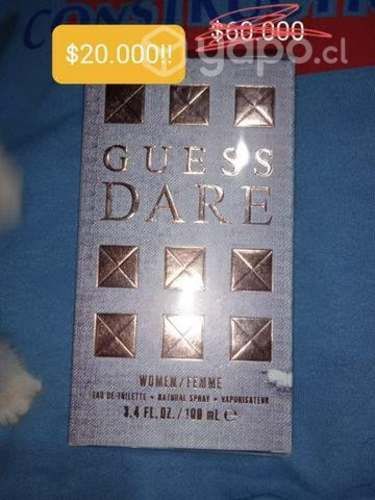 $60.000
$20.000!!
yapo.cl
GUESS
DARE
WOMEN/FEMME
EAU DE TOILETTE • NATURAL SPRAY • VAPORISATEUR
3.4 FL. OZ./100 mL ℮